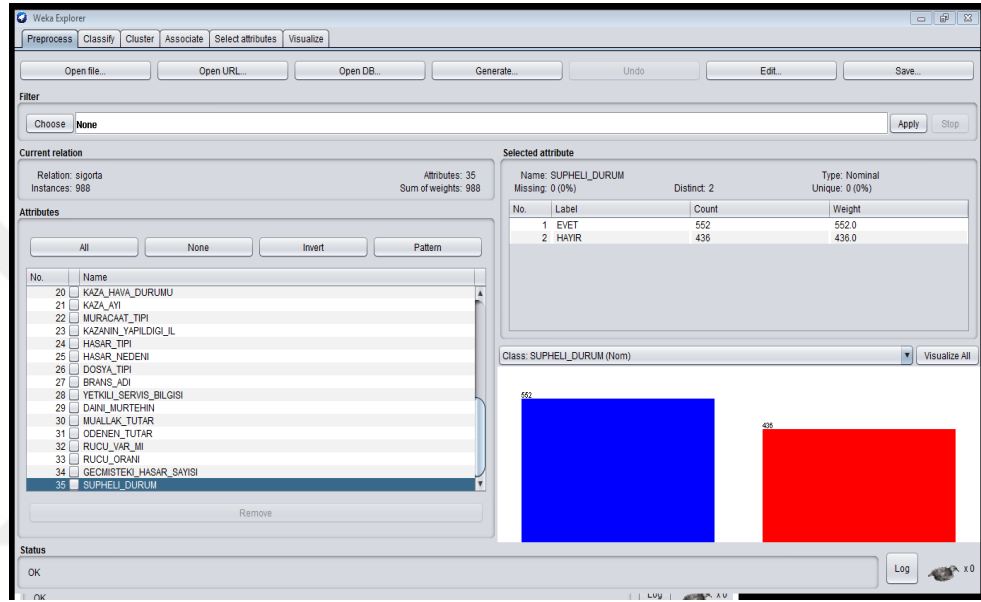 Weka Explorer
Preprocess Classify Cluster Associate Select attributes Visualize
Open file... Open URL... Open DB... Generate... Undo Edit... Save...
Filter
Choose None Apply Stop
Current relation
Relation: sigorta Attributes: 35
Instances: 988 Sum of weights: 988
Selected attribute
Name: SUPHELI_DURUM Type: Nominal
Missing: 0 (0%) Distinct: 2 Unique: 0 (0%)
No. Label Count Weight
1 EVET 552 552.0
2 HAYIR 436 436.0
Attributes
All None Invert Pattern
No. Name
20 KAZA_HAVA_DURUMU
21 KAZA_AYI
22 MURACAAT_TIPI
23 KAZANIN_YAPILDIGI_IL
24 HASAR_TIPI
25 HASAR_NEDENI
26 DOSYA_TIPI
27 BRANS_ADI
28 YETKILI_SERVIS_BILGISI
29 DAINI_MURTEHIN
30 MUALLAK_TUTAR
31 ODENEN_TUTAR
32 RUCU_VAR_MI
33 RUCU_ORANI
34 GECMISTEKI_HASAR_SAYISI
35 SUPHELI_DURUM
Remove
Class: SUPHELI_DURUM (Nom) Visualize All
552
436
Status
OK Log x 0
OK Log x 0